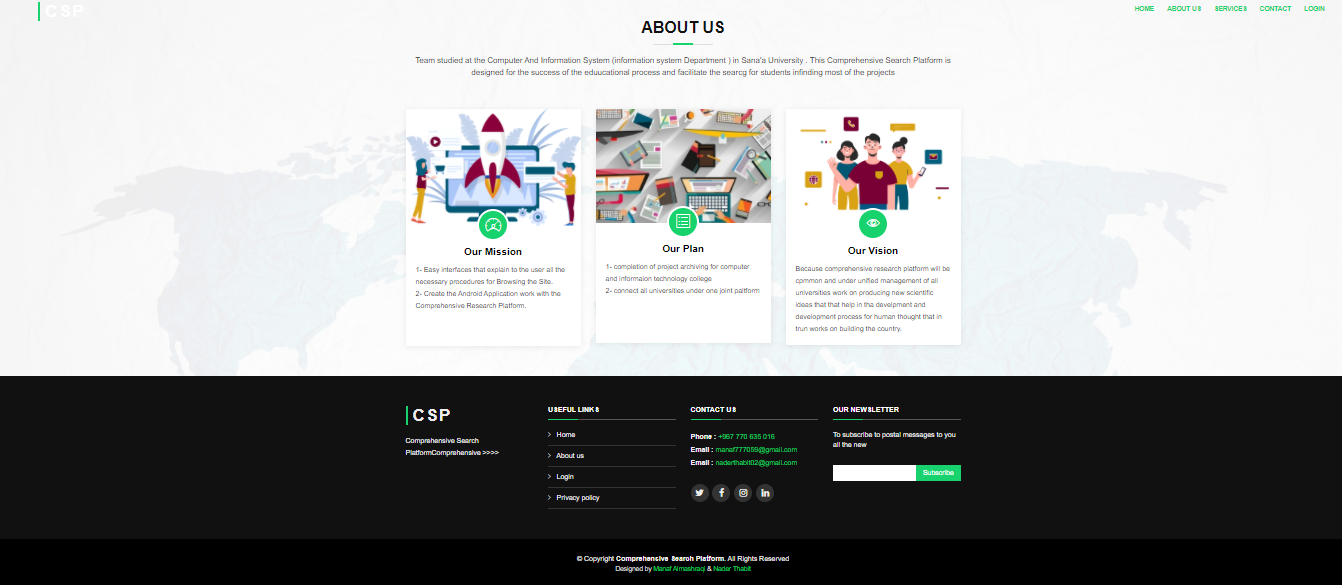 CSP
HOME ABOUT US SERVICES CONTACT LOGIN
ABOUT US
Team studied at the Computer And Information System (information system Department ) in Sana'a University . This Comprehensive Search Platform is
designed for the success of the eduucational process and facilitate the searcg for students infinding most of the projects
Our Mission
1- Easy interfaces that explain to the user all the
necessary procedures for Browsing the Site.
2- Create the Android Application work with the
Comprehensive Research Platform.
Our Plan
1- completion of project archiving for computer
and informaion technology college
2- connect all universities under one joint paltform
Our Vision
Because comprehensive research platform will be
cpmmon and under unified management of all
universities work on producing new scientific
ideas that that help in tha develpment and
development process for human thought that in
trun works on building the country.
CSP
Comprehensive Search
PlatformComprehensive >>>>
USEFUL LINKS
Home
About us
Login
Privacy policy
CONTACT US
Phone : +967 770 635 016
Email : manaf777059@gmail.com
Email : naderthabit02@gmail.com
OUR NEWSLETTER
To subscribe to postal messages to you
all the new
Subscribe
© Copyright Comprehensive Search Platform. All Rights Reserved
Designed by Manaf Almashraqi & Nader Thabit